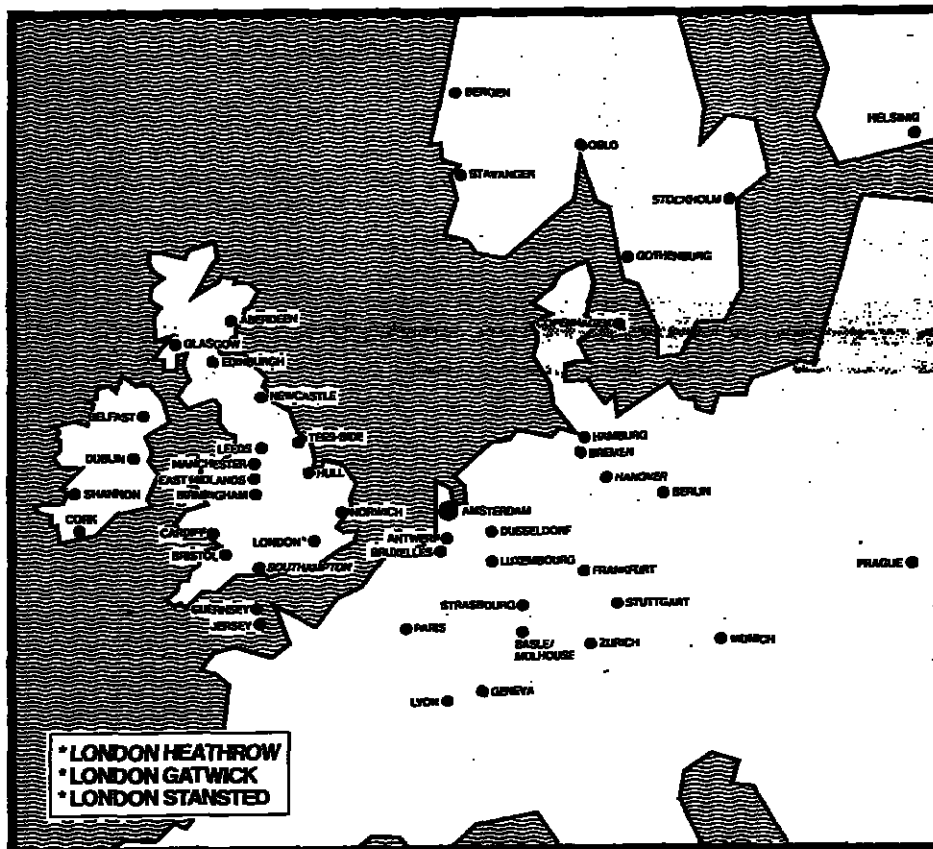 BERGEN
HELSINKI
OSLO
STAVANGER
STOCKHOLM
GOTHENBURG
ABERDEEN
COPENHAGEN
GLASGOW
EDINBURGH
NEWCASTLE
BELFAST
TEES-SIDE
HAMBURG
LEEDS
BREMEN
DUBLIN
MANCHESTER
HULL
EAST MIDLANDS
HANOVER
SHANNON
BIRMINGHAM
BERLIN
NORWICH
AMSTERDAM
CORK
CARDIFF
LONDON*
ANTWERP
DUSSELDORF
BRISTOL
BRUXELLES
SOUTHAMPTON
LUXEMBOURG
FRANKFURT
PRAGUE
GUERNSEY
STRASBOURG
STUTTGART
JERSEY
PARIS
BASLE/
MULHOUSE
ZURICH
MUNICH
LYON
GENEVA
* LONDON HEATHROW
* LONDON GATWICK
* LONDON STANSTED